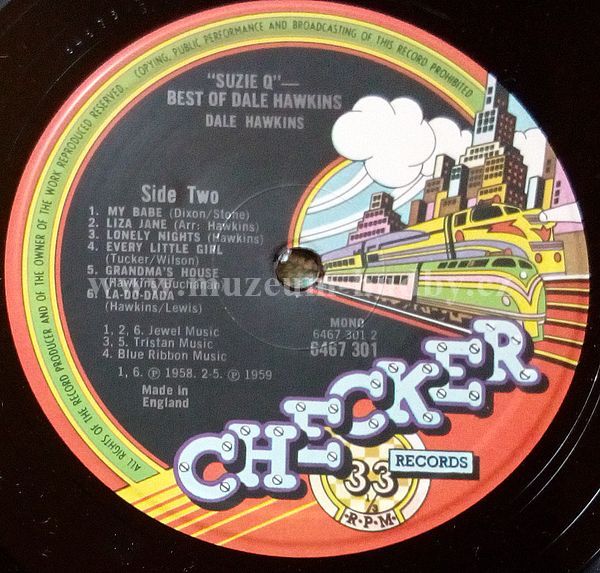 ALL RIGHTS OF THE RECORD PRODUCER AND OF THE OWNER OF THE WORK REPRODUCED RESERVED. COPYING, PUBLIC PERFORMANCE AND BROADCASTING OF THIS RECORD PROHIBITED
"SUZIE Q"—
BEST OF DALE HAWKINS
DALE HAWKINS
Side Two
1. MY BABE (Dixon/Stone)
2. LIZA JANE (Arr: Hawkins)
3. LONELY NIGHTS (Hawkins)
4. EVERY LITTLE GIRL
(Tucker/Wilson)
5. GRANDMA'S HOUSE
(Hawkins/Buchanan)
6. LA-DO-DADA
(Hawkins/Lewis)
1, 2, 6. Jewel Music
3, 5. Tristan Music
4. Blue Ribbon Music
1, 6. ℗ 1958. 2-5. ℗ 1959
Made in
England
MONO
6467 301 2
6467 301
CHECKER
RECORDS
33
R·P·M·